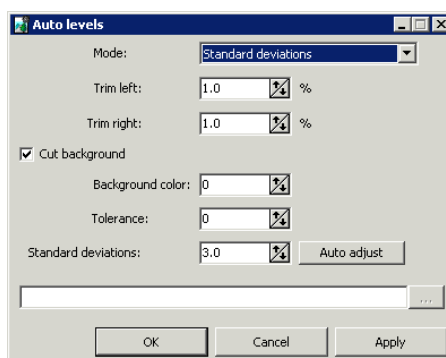 Auto levels
Mode: Standard deviations
Trim left: 1.0 %
Trim right: 1.0 %
Cut background
Background color: 0
Tolerance: 0
Standard deviations: 3.0 Auto adjust
...
OK Cancel Apply